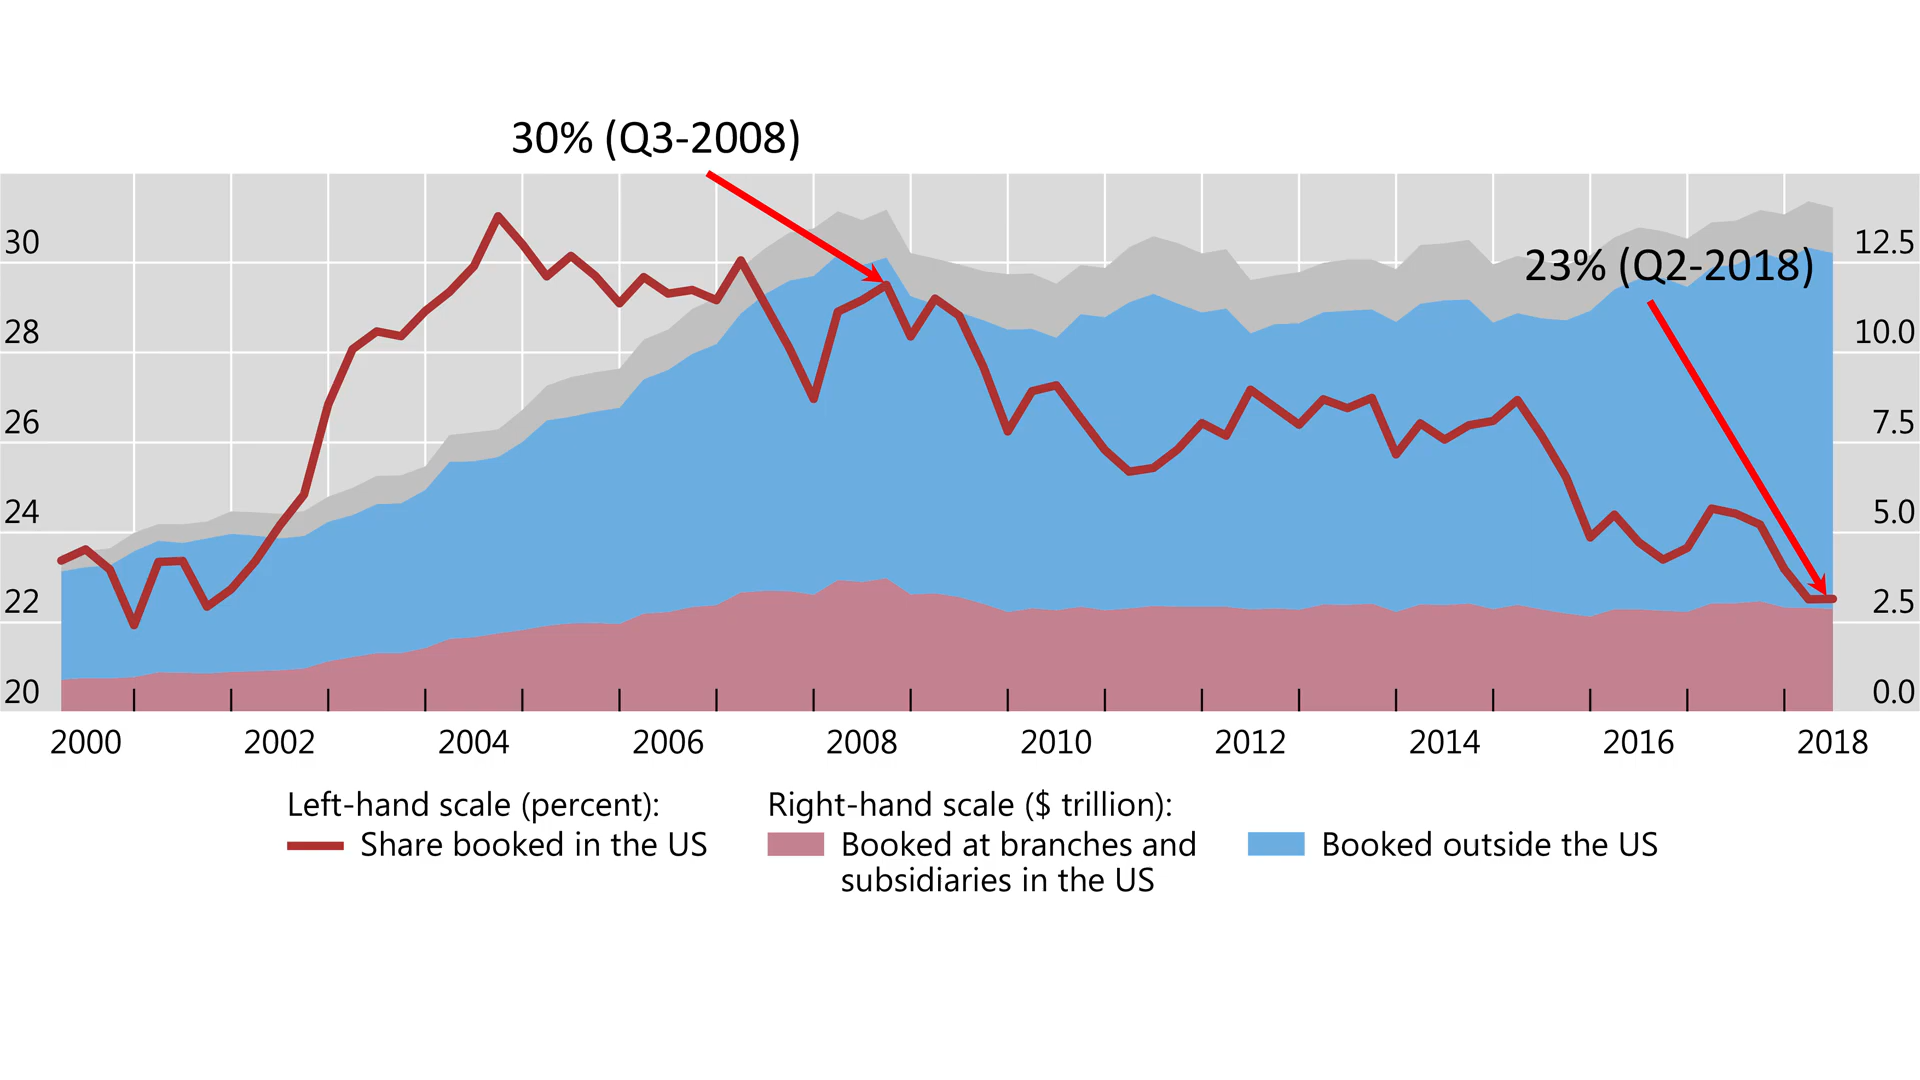 30% (Q3-2008)
23% (Q2-2018)
30
28
26
24
22
20
12.5
10.0
7.5
5.0
2.5
0.0
2000 2002 2004 2006 2008 2010 2012 2014 2016 2018
Left-hand scale (percent):
Share booked in the US
Right-hand scale ($ trillion):
Booked at branches and
subsidiaries in the US
Booked outside the US